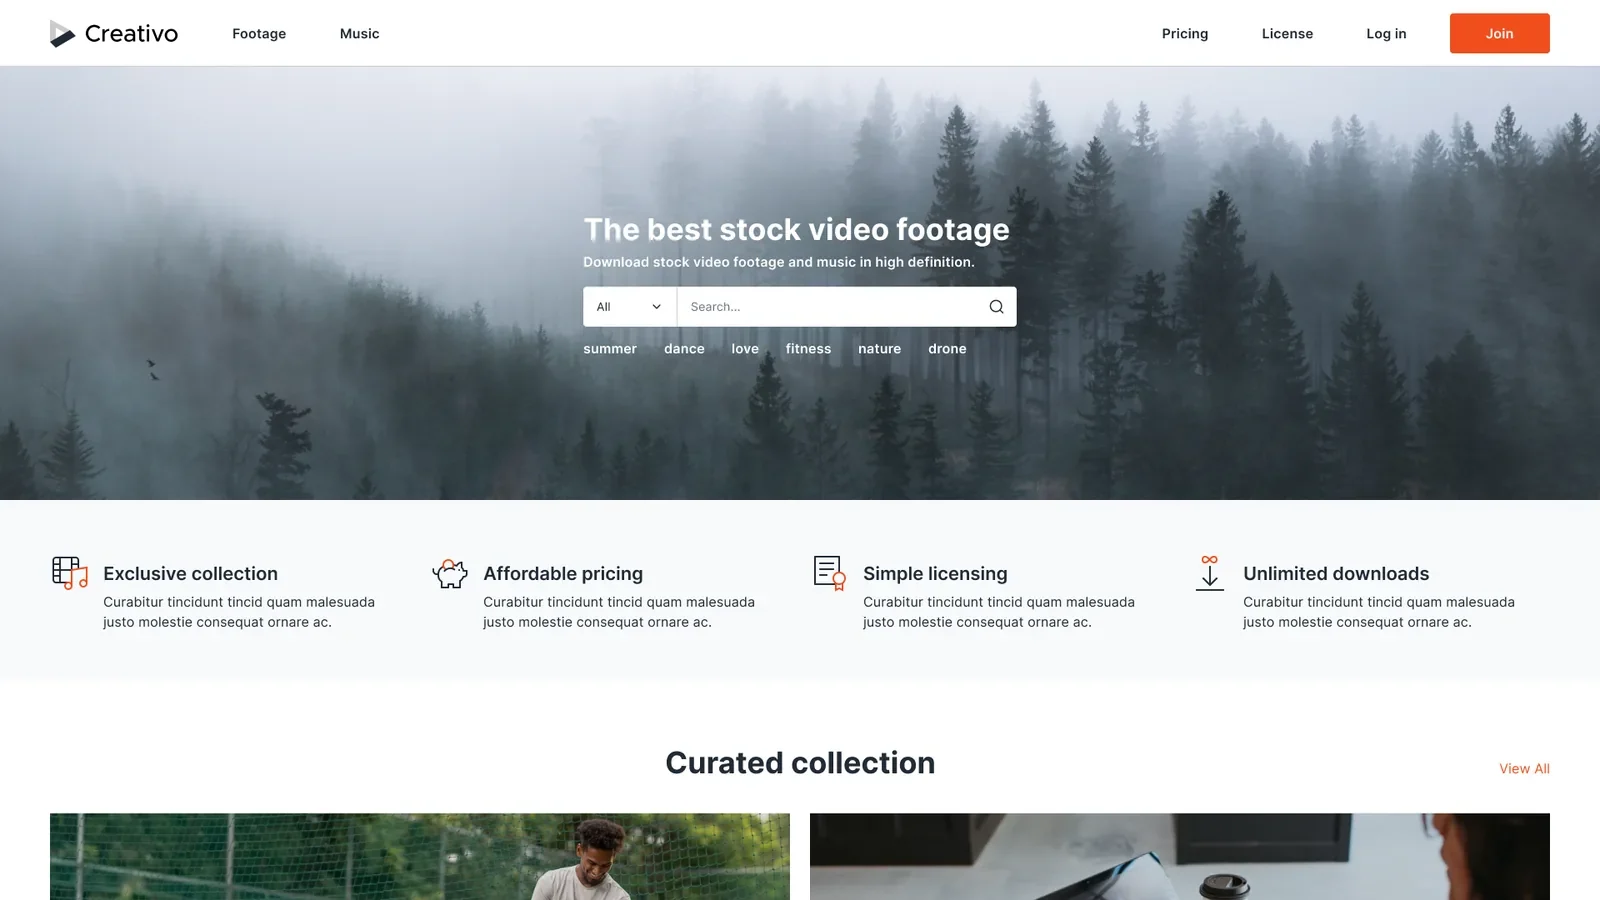 Creativo
Footage
Music
Pricing
License
Log in
Join
The best stock video footage
Download stock video footage and music in high definition.
All
Search...
summer dance love fitness nature drone
Exclusive collection
Curabitur tincidunt tincid quam malesuada
justo molestie consequat ornare ac.
Affordable pricing
Curabitur tincidunt tincid quam malesuada
justo molestie consequat ornare ac.
Simple licensing
Curabitur tincidunt tincid quam malesuada
justo molestie consequat ornare ac.
Unlimited downloads
Curabitur tincidunt tincid quam malesuada
justo molestie consequat ornare ac.
Curated collection
View All